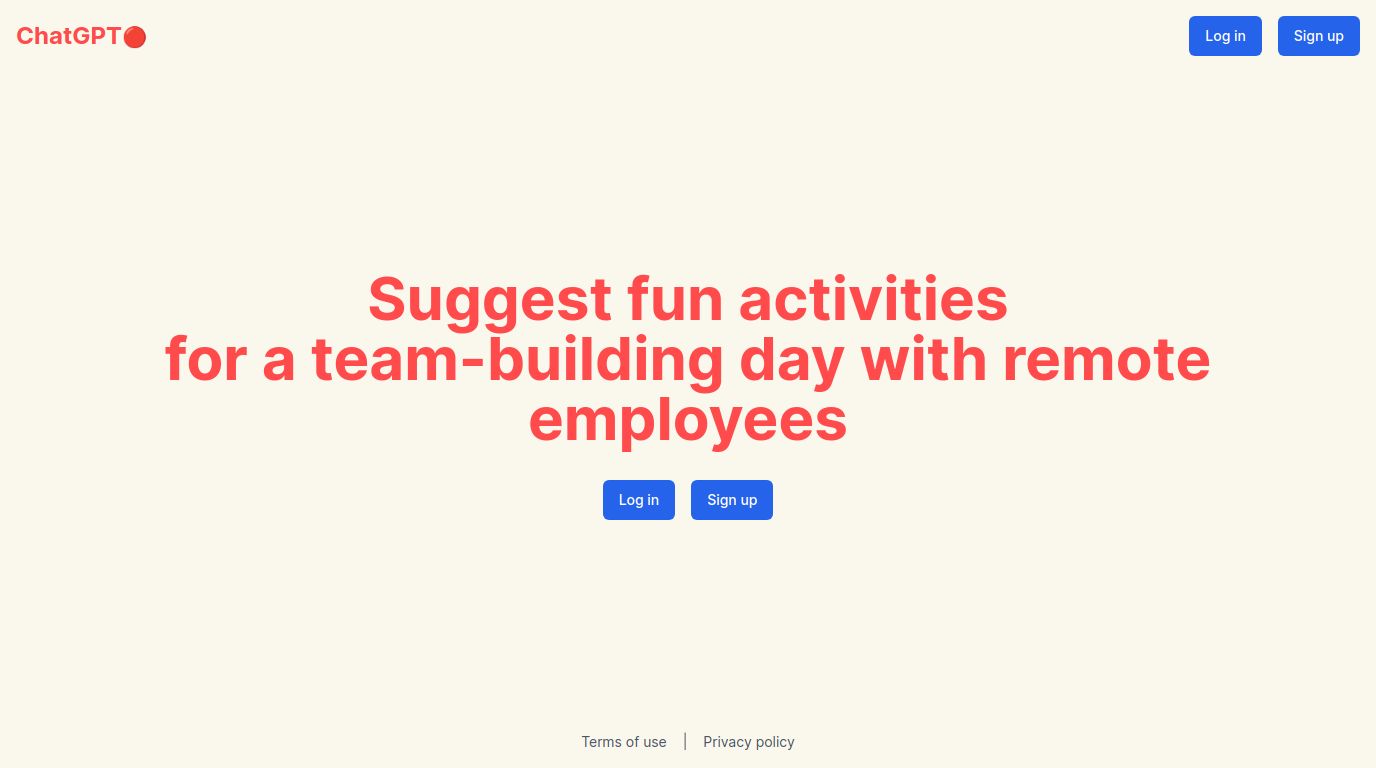 ChatGPT🔴
Log in
Sign up
Suggest fun activities
for a team-building day with remote
employees
Log in
Sign up
Terms of use | Privacy policy